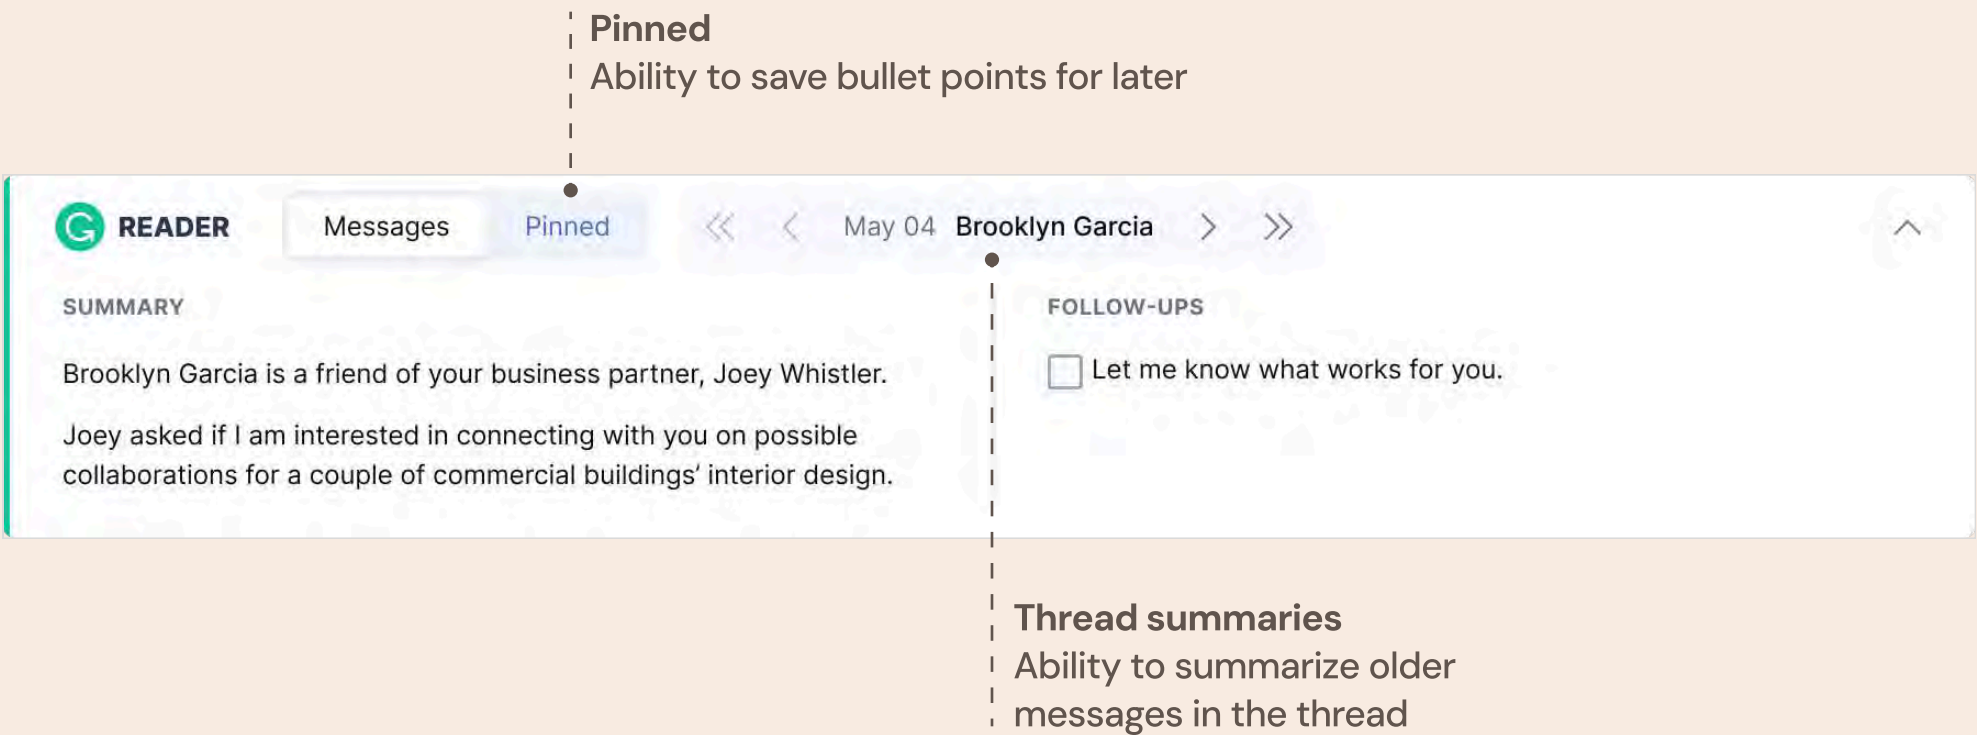 Pinned
Ability to save bullet points for later
READER Messages Pinned May 04 Brooklyn Garcia
SUMMARY
Brooklyn Garcia is a friend of your business partner, Joey Whistler.
Joey asked if I am interested in connecting with you on possible
collaborations for a couple of commercial buildings’ interior design.
FOLLOW-UPS
Let me know what works for you.
Thread summaries
Ability to summarize older
messages in the thread